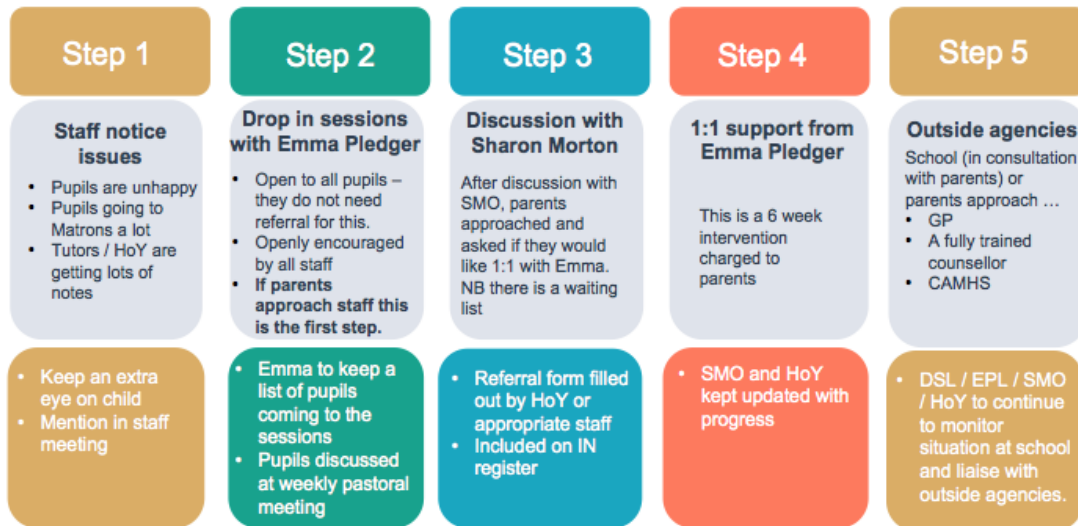 Step 1
Step 2
Step 3
Step 4
Step 5
Staff notice
issues
• Pupils are unhappy
• Pupils going to
Matrons a lot
• Tutors / HoY are
getting lots of
notes
Drop in sessions
with Emma Pledger
• Open to all pupils –
they do not need
referral for this.
• Openly encouraged
by all staff
• If parents
approach staff this
is the first step.
Discussion with
Sharon Morton
After discussion with
SMO, parents
approached and
asked if they would
like 1:1 with Emma.
NB there is a waiting
list
1:1 support from
Emma Pledger
This is a 6 week
intervention
charged to
parents
Outside agencies
School (in consultation
with parents) or
parents approach ...
• GP
• A fully trained
counsellor
• CAMHS
• Keep an extra
eye on child
• Mention in staff
meeting
• Emma to keep a
list of pupils
coming to the
sessions
• Pupils discussed
at weekly pastoral
meeting
• Referral form filled
out by HoY or
appropriate staff
• Included on IN
register
• SMO and HoY
kept updated with
progress
• DSL / EPL / SMO
/ HoY to continue
to monitor
situation at school
and liaise with
outside agencies.